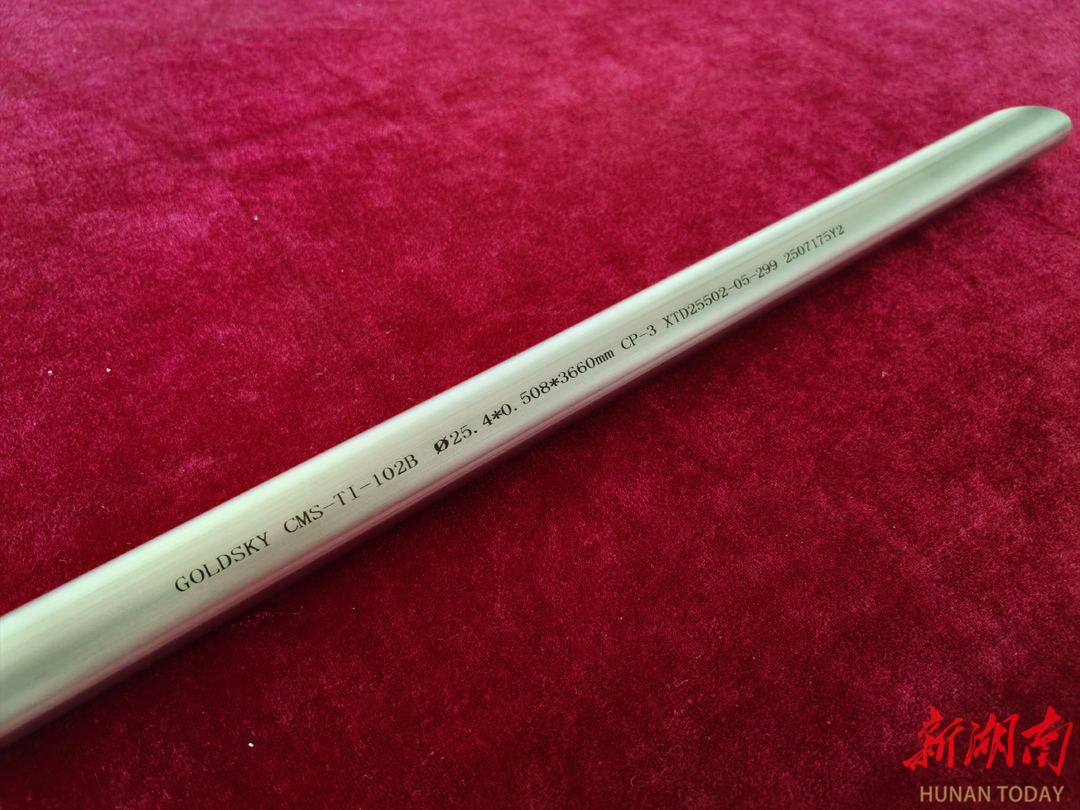 GOLDSKY CMS-TI-102B Ø25.4*0.508*3660mm CP-3 XTD25502-05-299 2507175Y2
新湖南
HUNAN TODAY